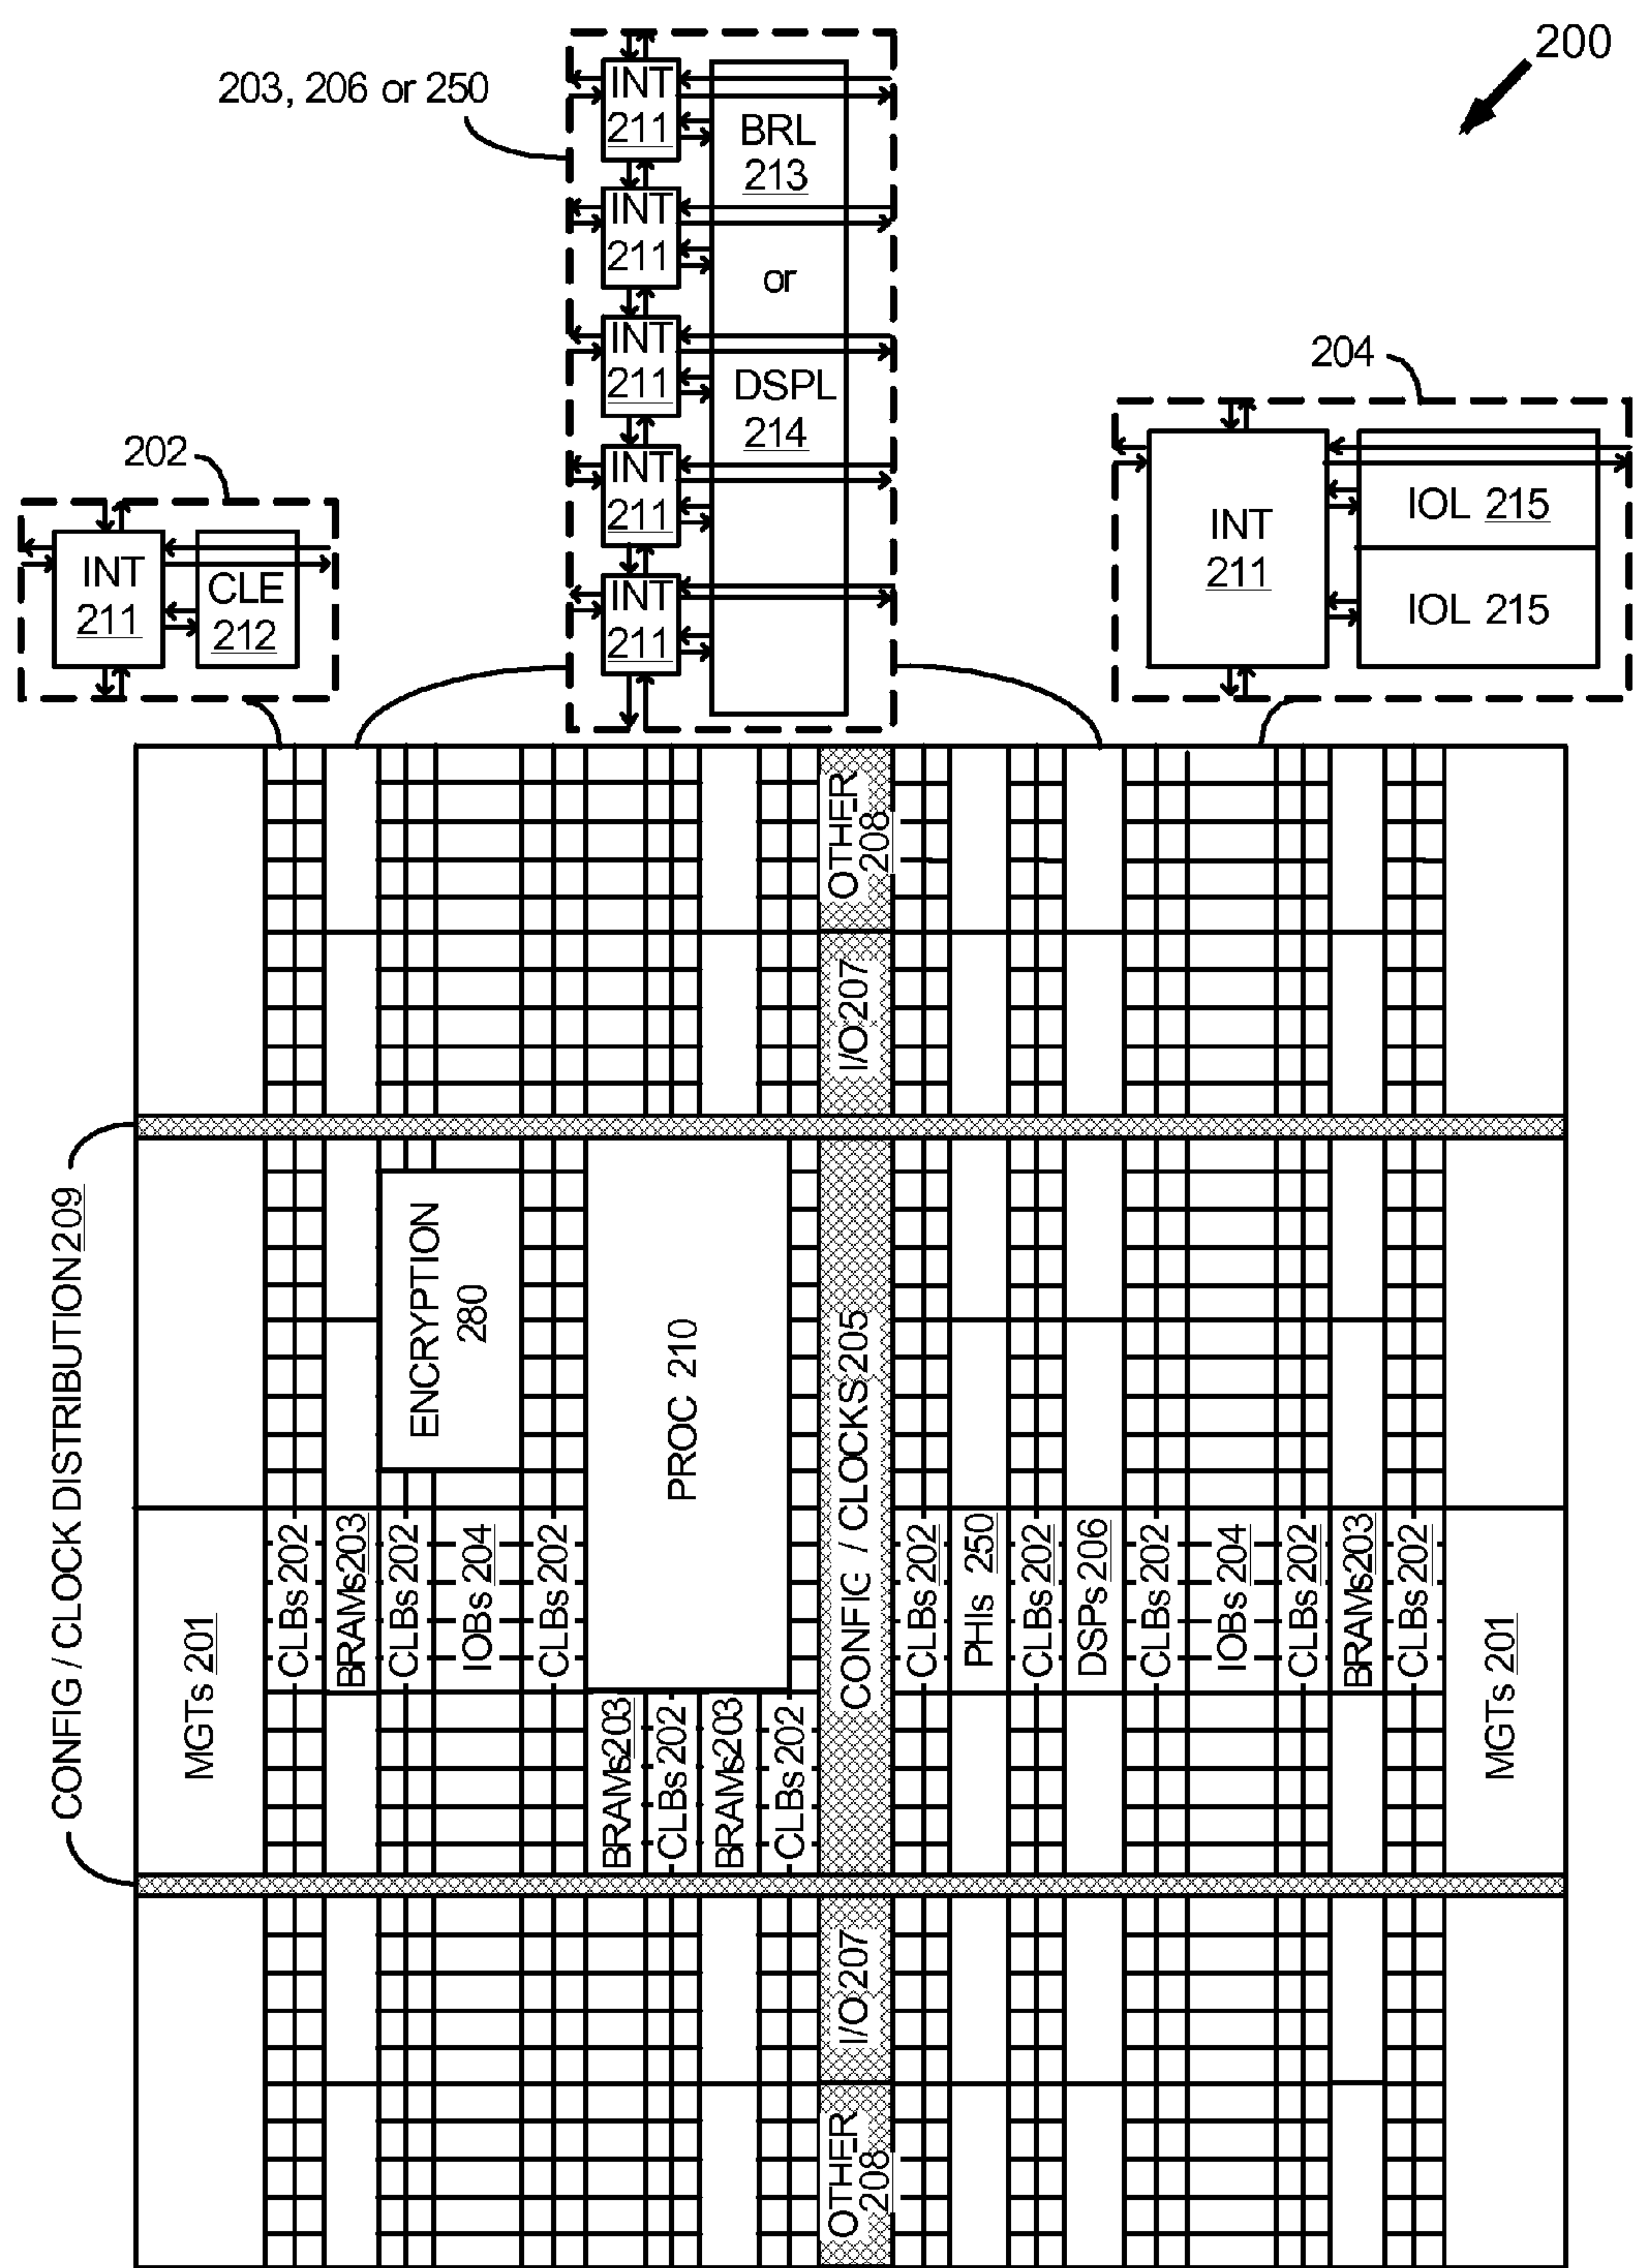 200
203, 206 or 250
INT
211
INT
211
INT
211
INT
211
INT
211
BRL
213
or
DSPL
214
204
INT
211
IOL 215
IOL 215
202
INT
211
CLE
212
OTHER
208
I/O 207
CONFIG / CLOCK DISTRIBUTION 209
ENCRYPTION
280
PROC 210
CONFIG / CLOCKS 205
MGTs 201
CLBs 202
BRAMs 203
CLBs 202
IOBs 204
CLBs 202
BRAMs 203
CLBs 202
BRAMs 203
CLBs 202
CLBs 202
PHIs 250
CLBs 202
DSPs 206
CLBs 202
IOBs 204
CLBs 202
BRAMs 203
CLBs 202
MGTs 201
I/O 207
OTHER
208